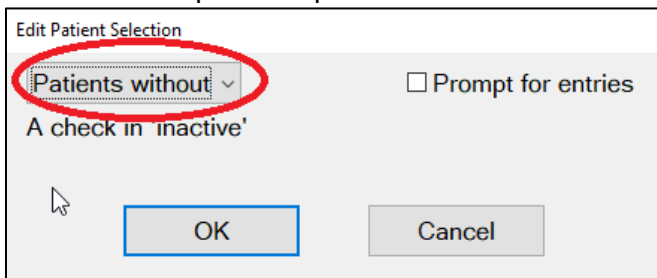 Edit Patient Selection
Patients without Prompt for entries
A check in 'inactive'
OK Cancel